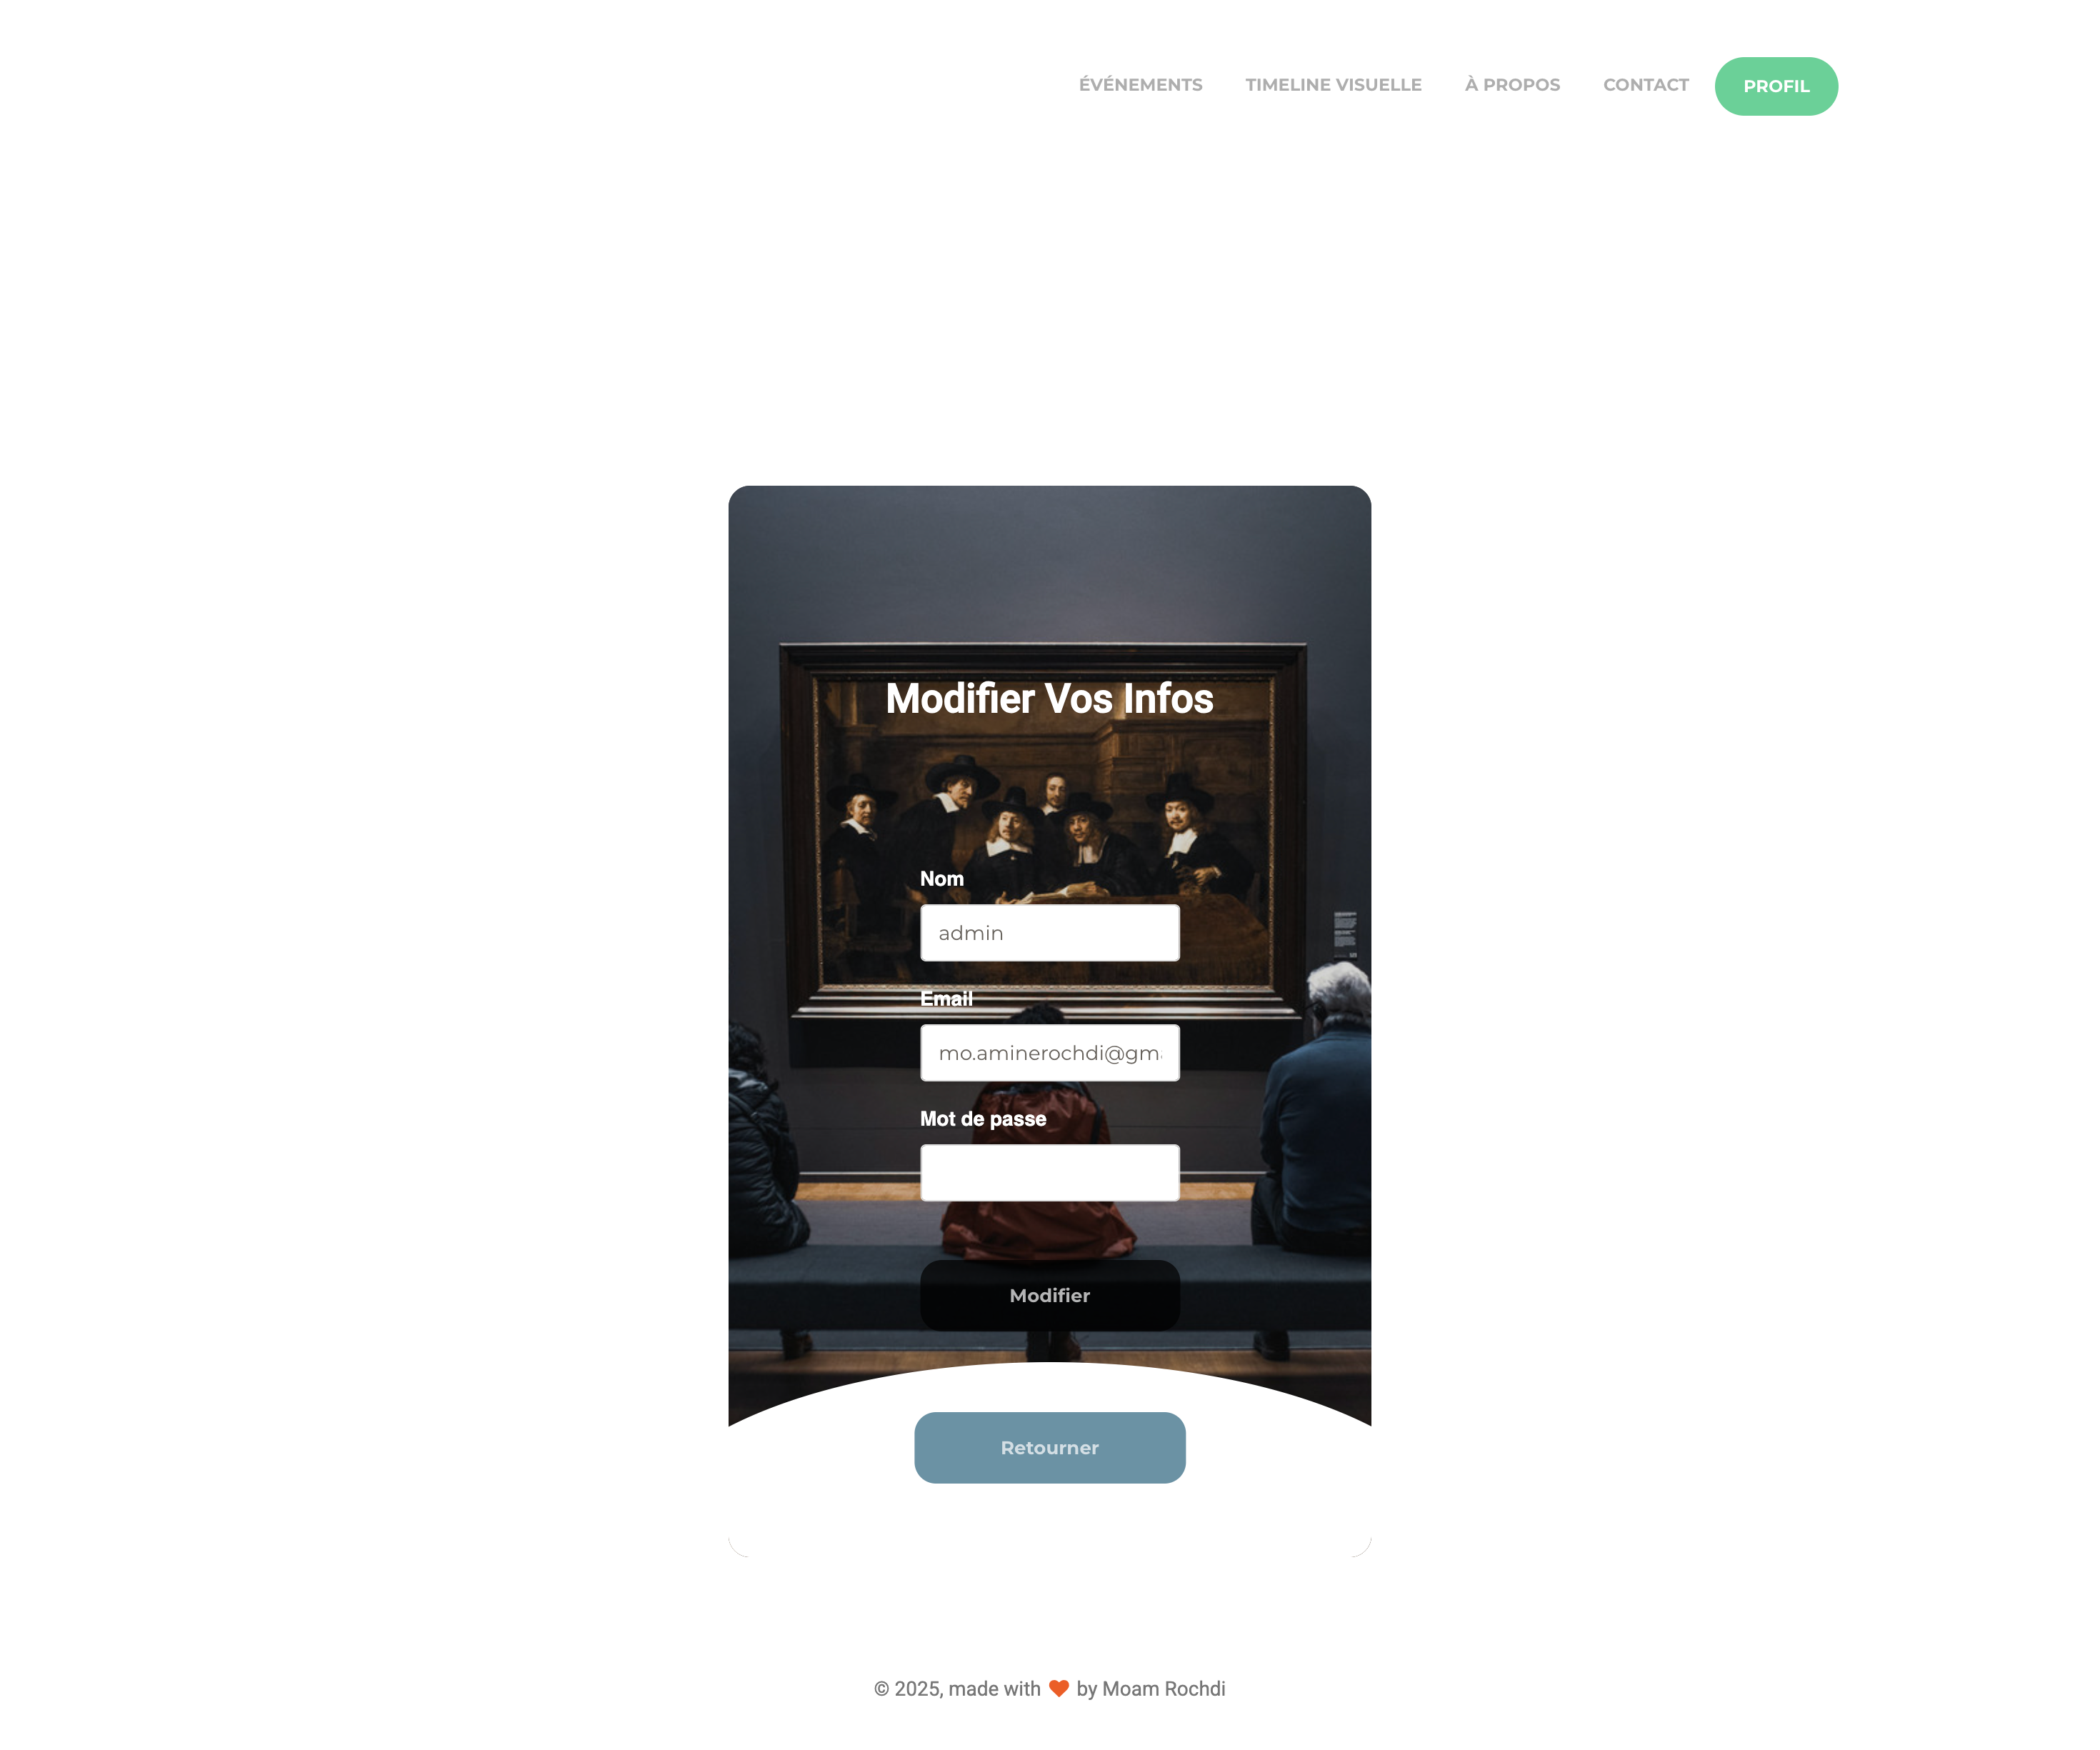 ÉVÉNEMENTS TIMELINE VISUELLE À PROPOS CONTACT PROFIL
Modifier Vos Infos
Nom
admin
Email
mo.aminerochdi@gm
Mot de passe
Modifier
Retourner
© 2025, made with by Moam Rochdi